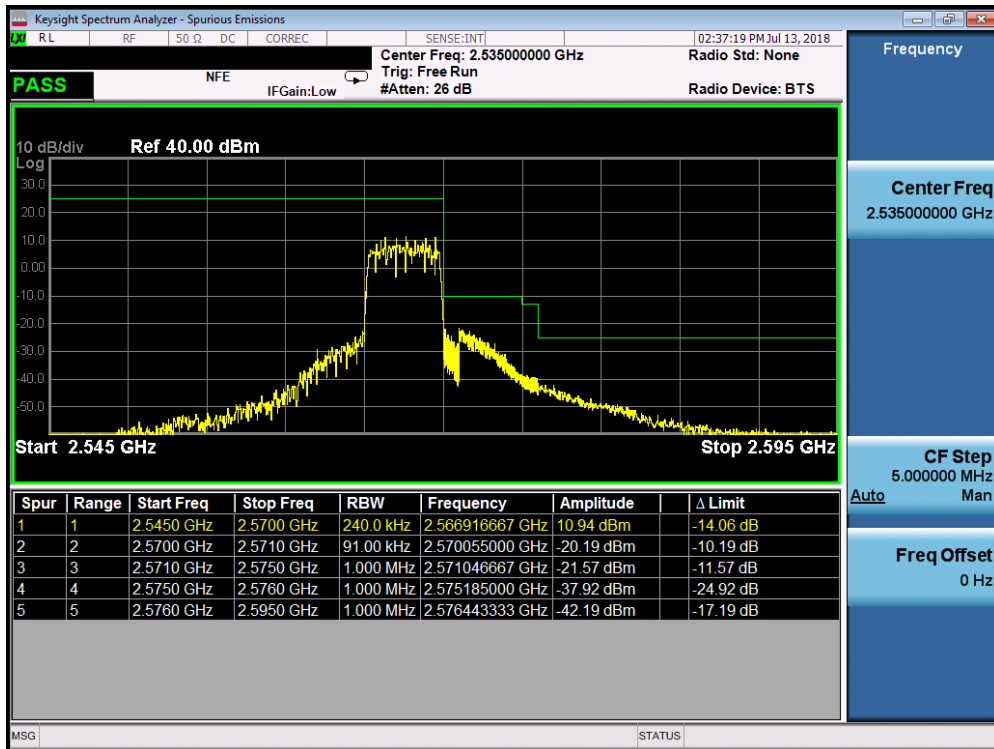 Keysight Spectrum Analyzer - Spurious Emissions
LXI RL RF 50 Ω DC CORREC SENSE:INT 02:37:19 PM Jul 13, 2018
Center Freq: 2.535000000 GHz Radio Std: None
PASS NFE Trig: Free Run
IFGain:Low #Atten: 26 dB Radio Device: BTS
10 dB/div Ref 40.00 dBm
Log
30.0
20.0
10.0
0.00
-10.0
-20.0
-30.0
-40.0
-50.0
Start 2.545 GHz Stop 2.595 GHz
Spur Range Start Freq Stop Freq RBW Frequency Amplitude Δ Limit
1 1 2.5450 GHz 2.5700 GHz 240.0 kHz 2.566916667 GHz 10.94 dBm -14.06 dB
2 2 2.5700 GHz 2.5710 GHz 91.00 kHz 2.570055000 GHz -20.19 dBm -10.19 dB
3 3 2.5710 GHz 2.5750 GHz 1.000 MHz 2.571046667 GHz -21.57 dBm -11.57 dB
4 4 2.5750 GHz 2.5760 GHz 1.000 MHz 2.575185000 GHz -37.92 dBm -24.92 dB
5 5 2.5760 GHz 2.5950 GHz 1.000 MHz 2.576443333 GHz -42.19 dBm -17.19 dB
MSG STATUS
Frequency
Center Freq
2.535000000 GHz
CF Step
5.000000 MHz
Auto Man
Freq Offset
0 Hz